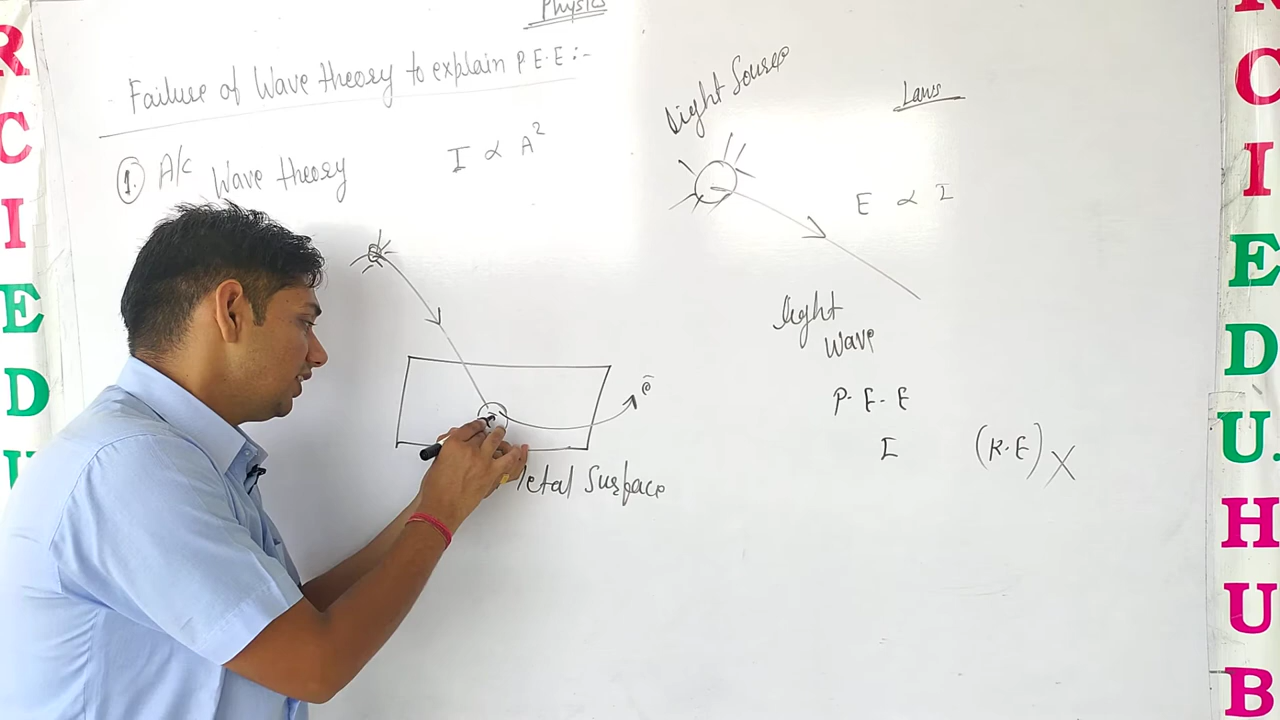 Physics
Failure of Wave theory to explain P.E.E :-
1. A/c Wave theory
I ∝ A²
e⁻
Metal Surface
Light Source
Laws
E ∝ I
light
Wave
P.E.E
I (K.E) X
R
C
I
E
D
U
R
C
I
E
D
U.
H
U
B